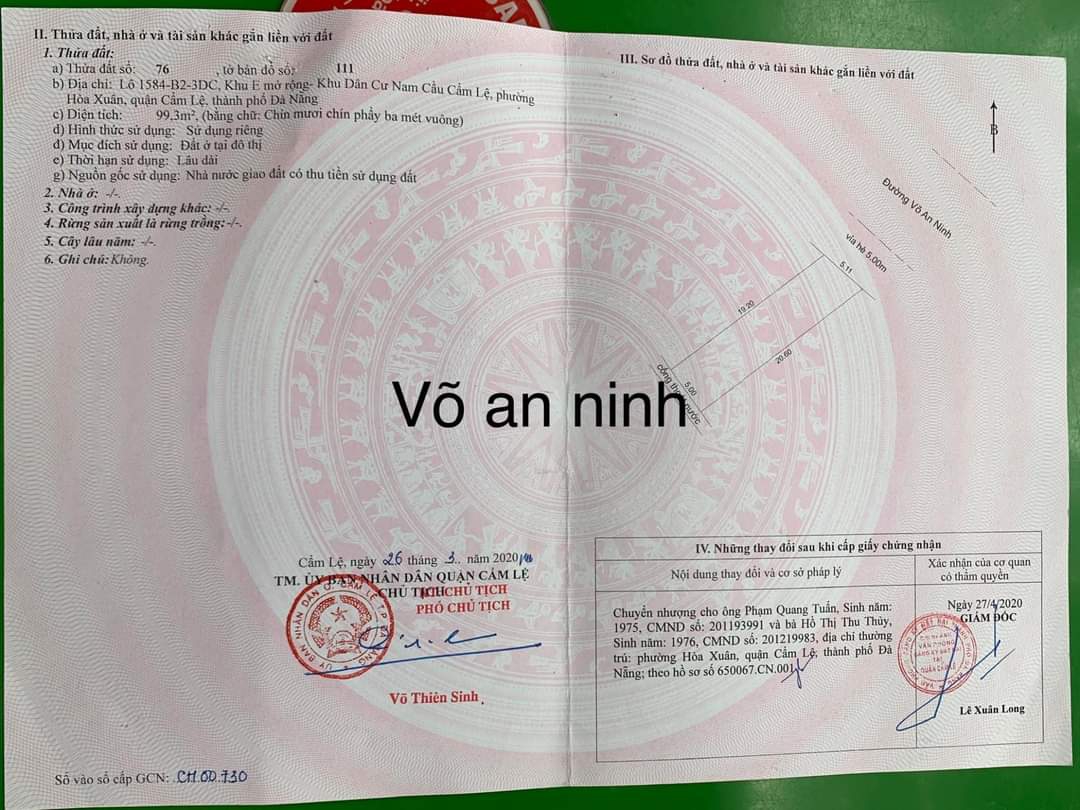 II. Thửa đất, nhà ở và tài sản khác gắn liền với đất
1. Thửa đất:
a) Thửa đất số: 76 , tờ bản đồ số: 111
b) Địa chỉ: Lô 1584-B2-3DC, Khu E mở rộng- Khu Dân Cư Nam Cầu Cẩm Lệ, phường
Hòa Xuân, quận Cẩm Lệ, thành phố Đà Nẵng
c) Diện tích: 99.3m², (bằng chữ: Chín mươi chín phẩy ba mét vuông)
d) Hình thức sử dụng: Sử dụng riêng
đ) Mục đích sử dụng: Đất ở tại đô thị
e) Thời hạn sử dụng: Lâu dài
g) Nguồn gốc sử dụng: Nhà nước giao đất có thu tiền sử dụng đất
2. Nhà ở: -/-.
3. Công trình xây dựng khác: -/-.
4. Rừng sản xuất là rừng trồng: -/-.
5. Cây lâu năm: -/-.
6. Ghi chú: Không.
Cẩm Lệ, ngày 26 tháng 3.. năm 2020
TM. ỦY BAN NHÂN DÂN QUẬN CẨM LỆ
CHỦ TỊCH
KT. CHỦ TỊCH
PHÓ CHỦ TỊCH
Võ Thiên Sinh
Số vào sổ cấp GCN: CH.00730
III. Sơ đồ thửa đất, nhà ở và tài sản khác gắn liền với đất
B
Đường Võ An Ninh
vỉa hè 5.00m
5.11
19.20
20.60
5.00
cống thoát nước
Võ an ninh
IV. Những thay đổi sau khi cấp giấy chứng nhận
Nội dung thay đổi và cơ sở pháp lý
Xác nhận của cơ quan
có thẩm quyền
Chuyển nhượng cho ông Phạm Quang Tuấn, Sinh năm:
1975, CMND số: 201193991 và bà Hồ Thị Thu Thủy,
Sinh năm: 1976, CMND số: 201219983, địa chỉ thường
trú: phường Hòa Xuân, quận Cẩm Lệ, thành phố Đà
Nẵng; theo hồ sơ số 650067.CN.001
Ngày 27/4/2020
GIÁM ĐỐC
Lê Xuân Long